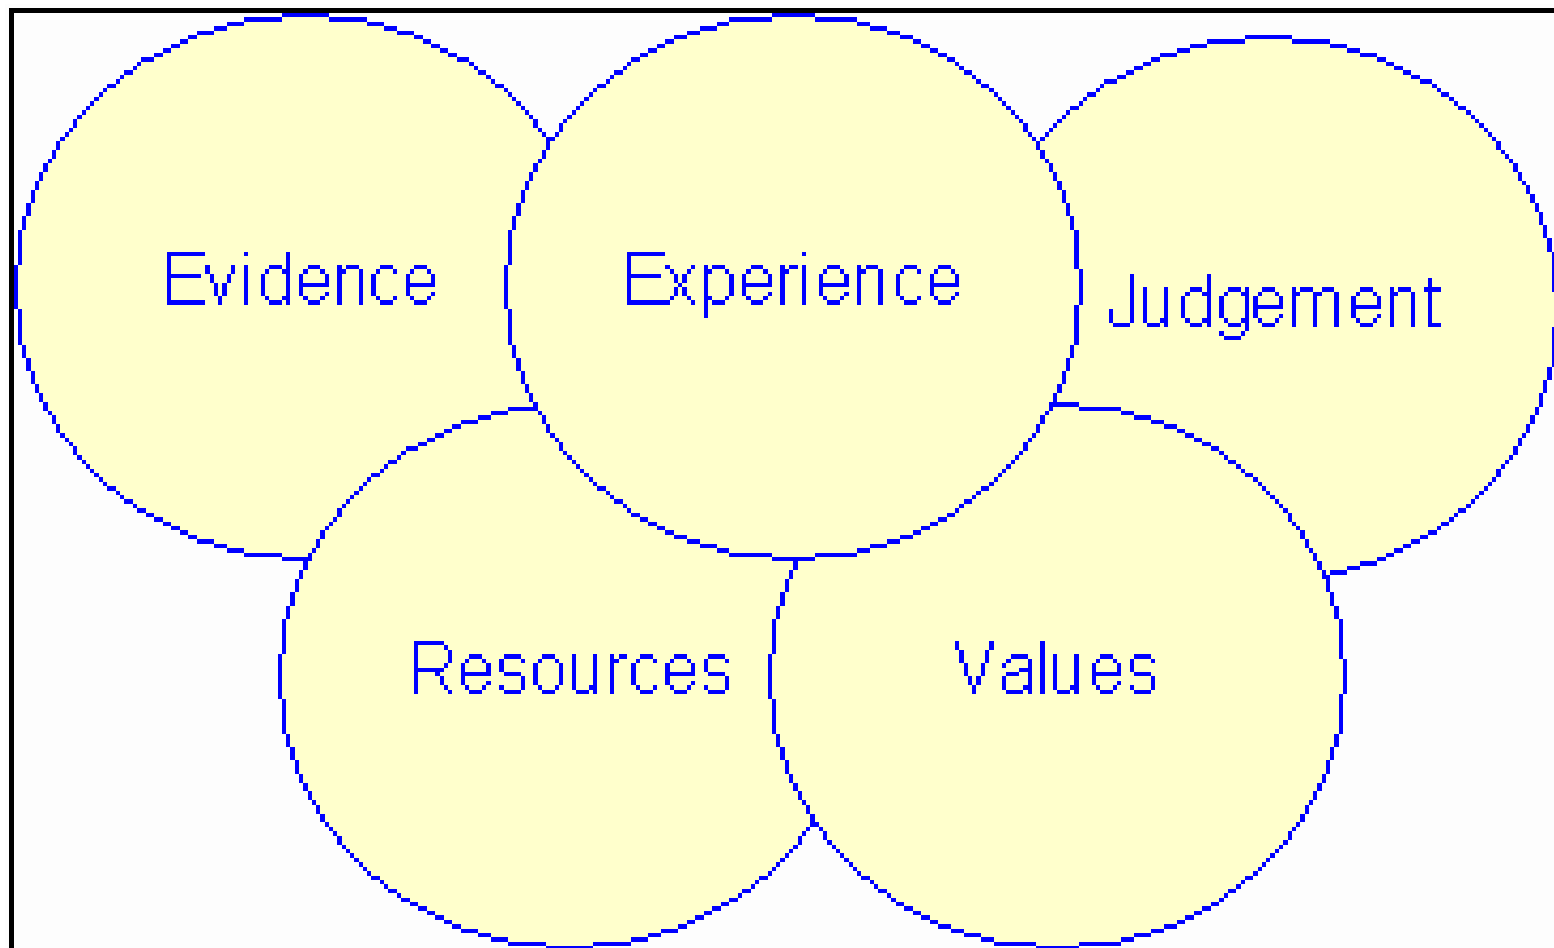 Evidence
Experience
Judgement
Resources
Values